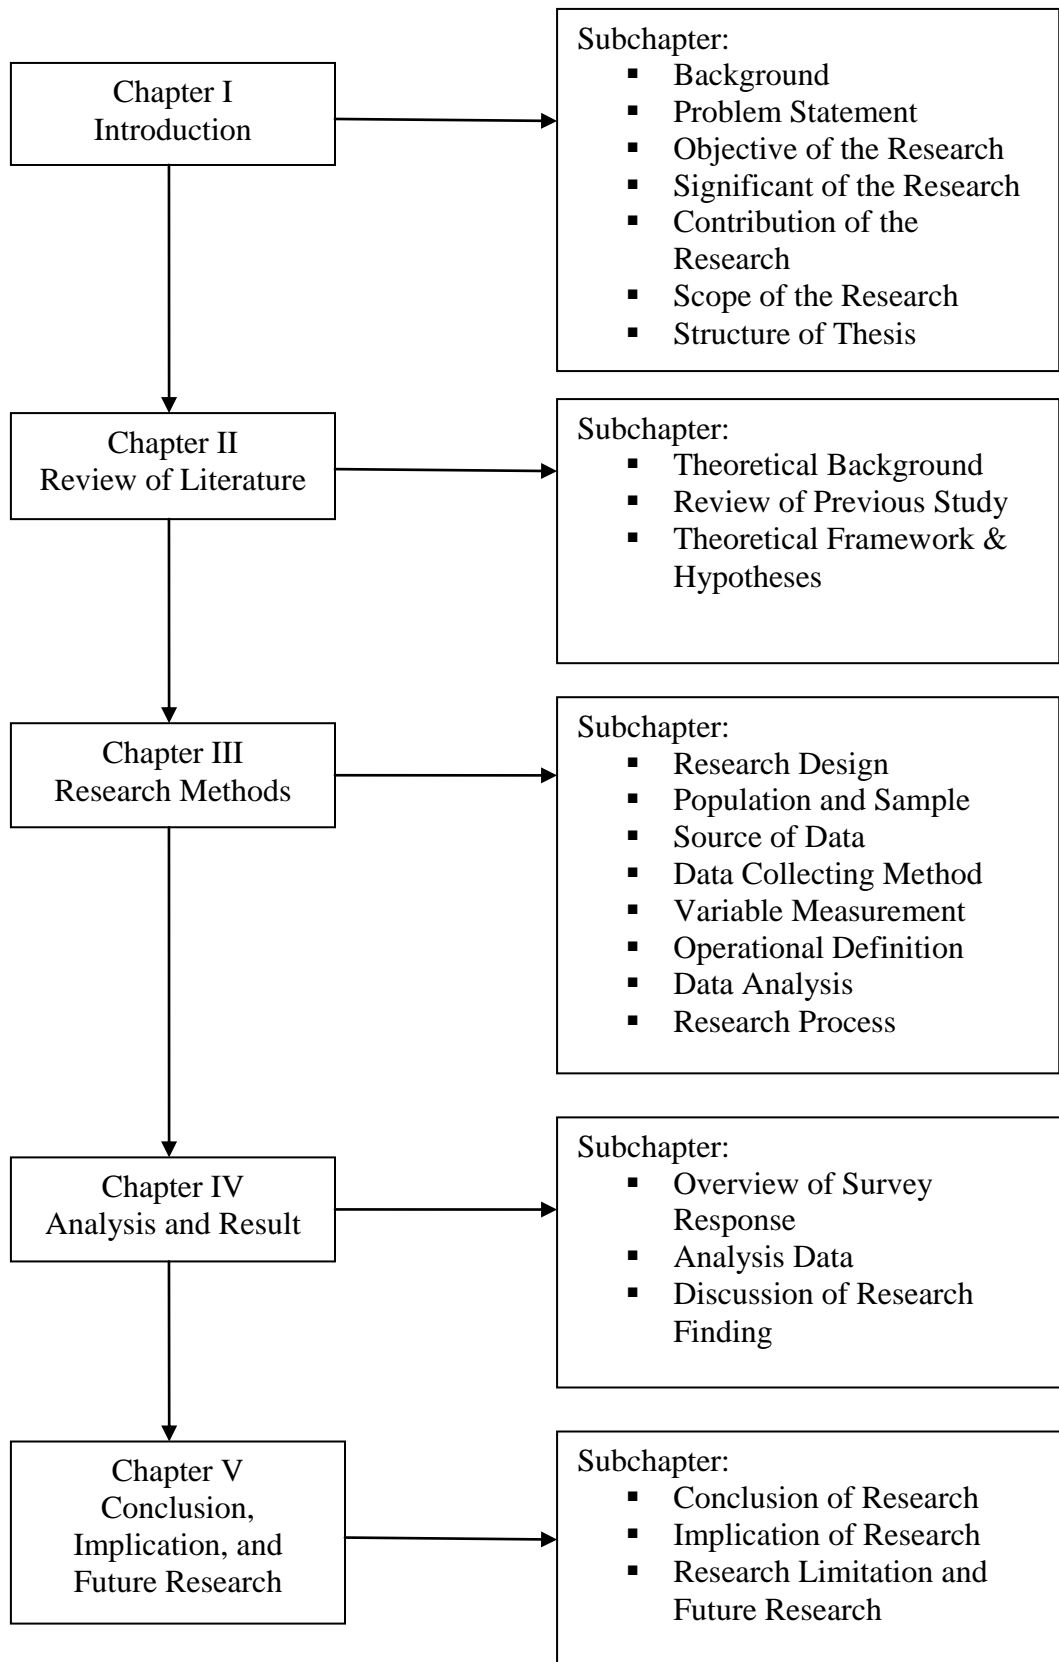 Chapter I
Introduction
Subchapter:
▪ Background
▪ Problem Statement
▪ Objective of the Research
▪ Significant of the Research
▪ Contribution of the
Research
▪ Scope of the Research
▪ Structure of Thesis
Chapter II
Review of Literature
Subchapter:
▪ Theoretical Background
▪ Review of Previous Study
▪ Theoretical Framework &
Hypotheses
Chapter III
Research Methods
Subchapter:
▪ Research Design
▪ Population and Sample
▪ Source of Data
▪ Data Collecting Method
▪ Variable Measurement
▪ Operational Definition
▪ Data Analysis
▪ Research Process
Chapter IV
Analysis and Result
Subchapter:
▪ Overview of Survey
Response
▪ Analysis Data
▪ Discussion of Research
Finding
Chapter V
Conclusion,
Implication, and
Future Research
Subchapter:
▪ Conclusion of Research
▪ Implication of Research
▪ Research Limitation and
Future Research